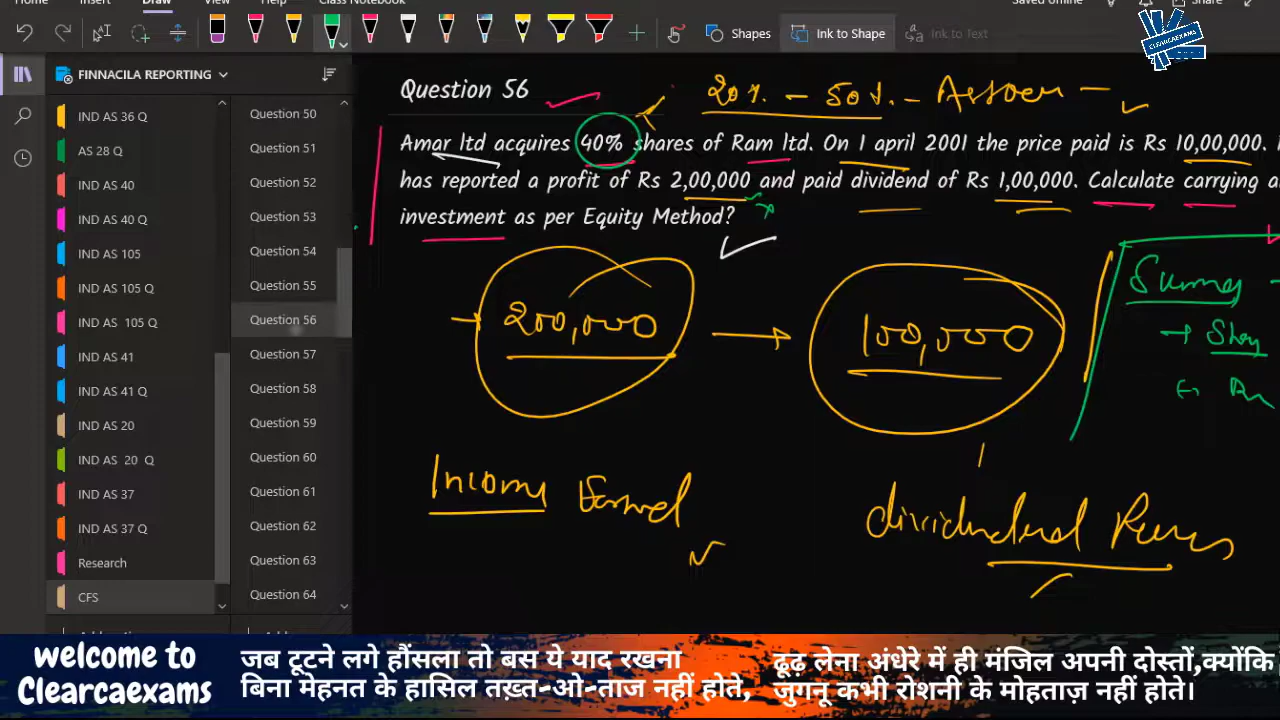 Home Insert Draw View Help Class Notebook Saved online Share
Shapes Ink to Shape Ink to Text
CLEARCAEXAMS
FINNACILA REPORTING
IND AS 36 Q
AS 28 Q
IND AS 40
IND AS 40 Q
IND AS 105
IND AS 105 Q
IND AS 105 Q
IND AS 41
IND AS 41 Q
IND AS 20
IND AS 20 Q
IND AS 37
IND AS 37 Q
Research
CFS
Question 50
Question 51
Question 52
Question 53
Question 54
Question 55
Question 56
Question 57
Question 58
Question 59
Question 60
Question 61
Question 62
Question 63
Question 64
Question 56
20%. - 50%. -
Amar ltd acquires 40% shares of Ram ltd. On 1 april 2001 the price paid is Rs 10,00,000.
has reported a profit of Rs 2,00,000 and paid dividend of Rs 1,00,000. Calculate carrying
investment as per Equity Method?
200,000 → 100,000
Income Earned
welcome to
Clearcaexams
जब टूटने लगे हौंसला तो बस ये याद रखना
बिना मेहनत के हासिल तख़्त-ओ-ताज नहीं होते,
ढूढ़ लेना अंधेरे में ही मंजिल अपनी दोस्तों,क्योंकि
जुगनू कभी रोशनी के मोहताज़ नहीं होते।